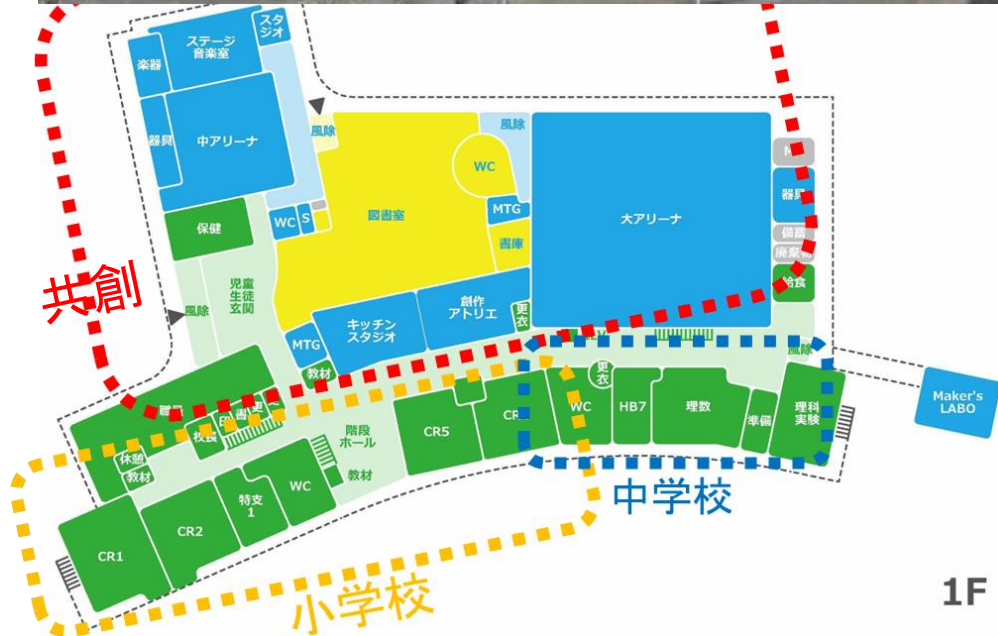 スタ
ジオ
ステージ
音楽室
楽器
器具
中アリーナ
風除
風除
WC
図書室
大アリーナ
器具
備蓄
廃棄物
給食
保健
WC
S
MTG
書庫
共創
風除
児童
生徒
玄関
創作
アトリエ
キッチン
スタジオ
MTG
更衣
教材
風除
職員
校長
印
書
更
休憩
教材
階段
ホール
教材
CR5
CR
WC
更衣
HB7
理数
準備
理科
実験
Maker's
LABO
CR1
CR2
特支
1
WC
中学校
小学校
1F